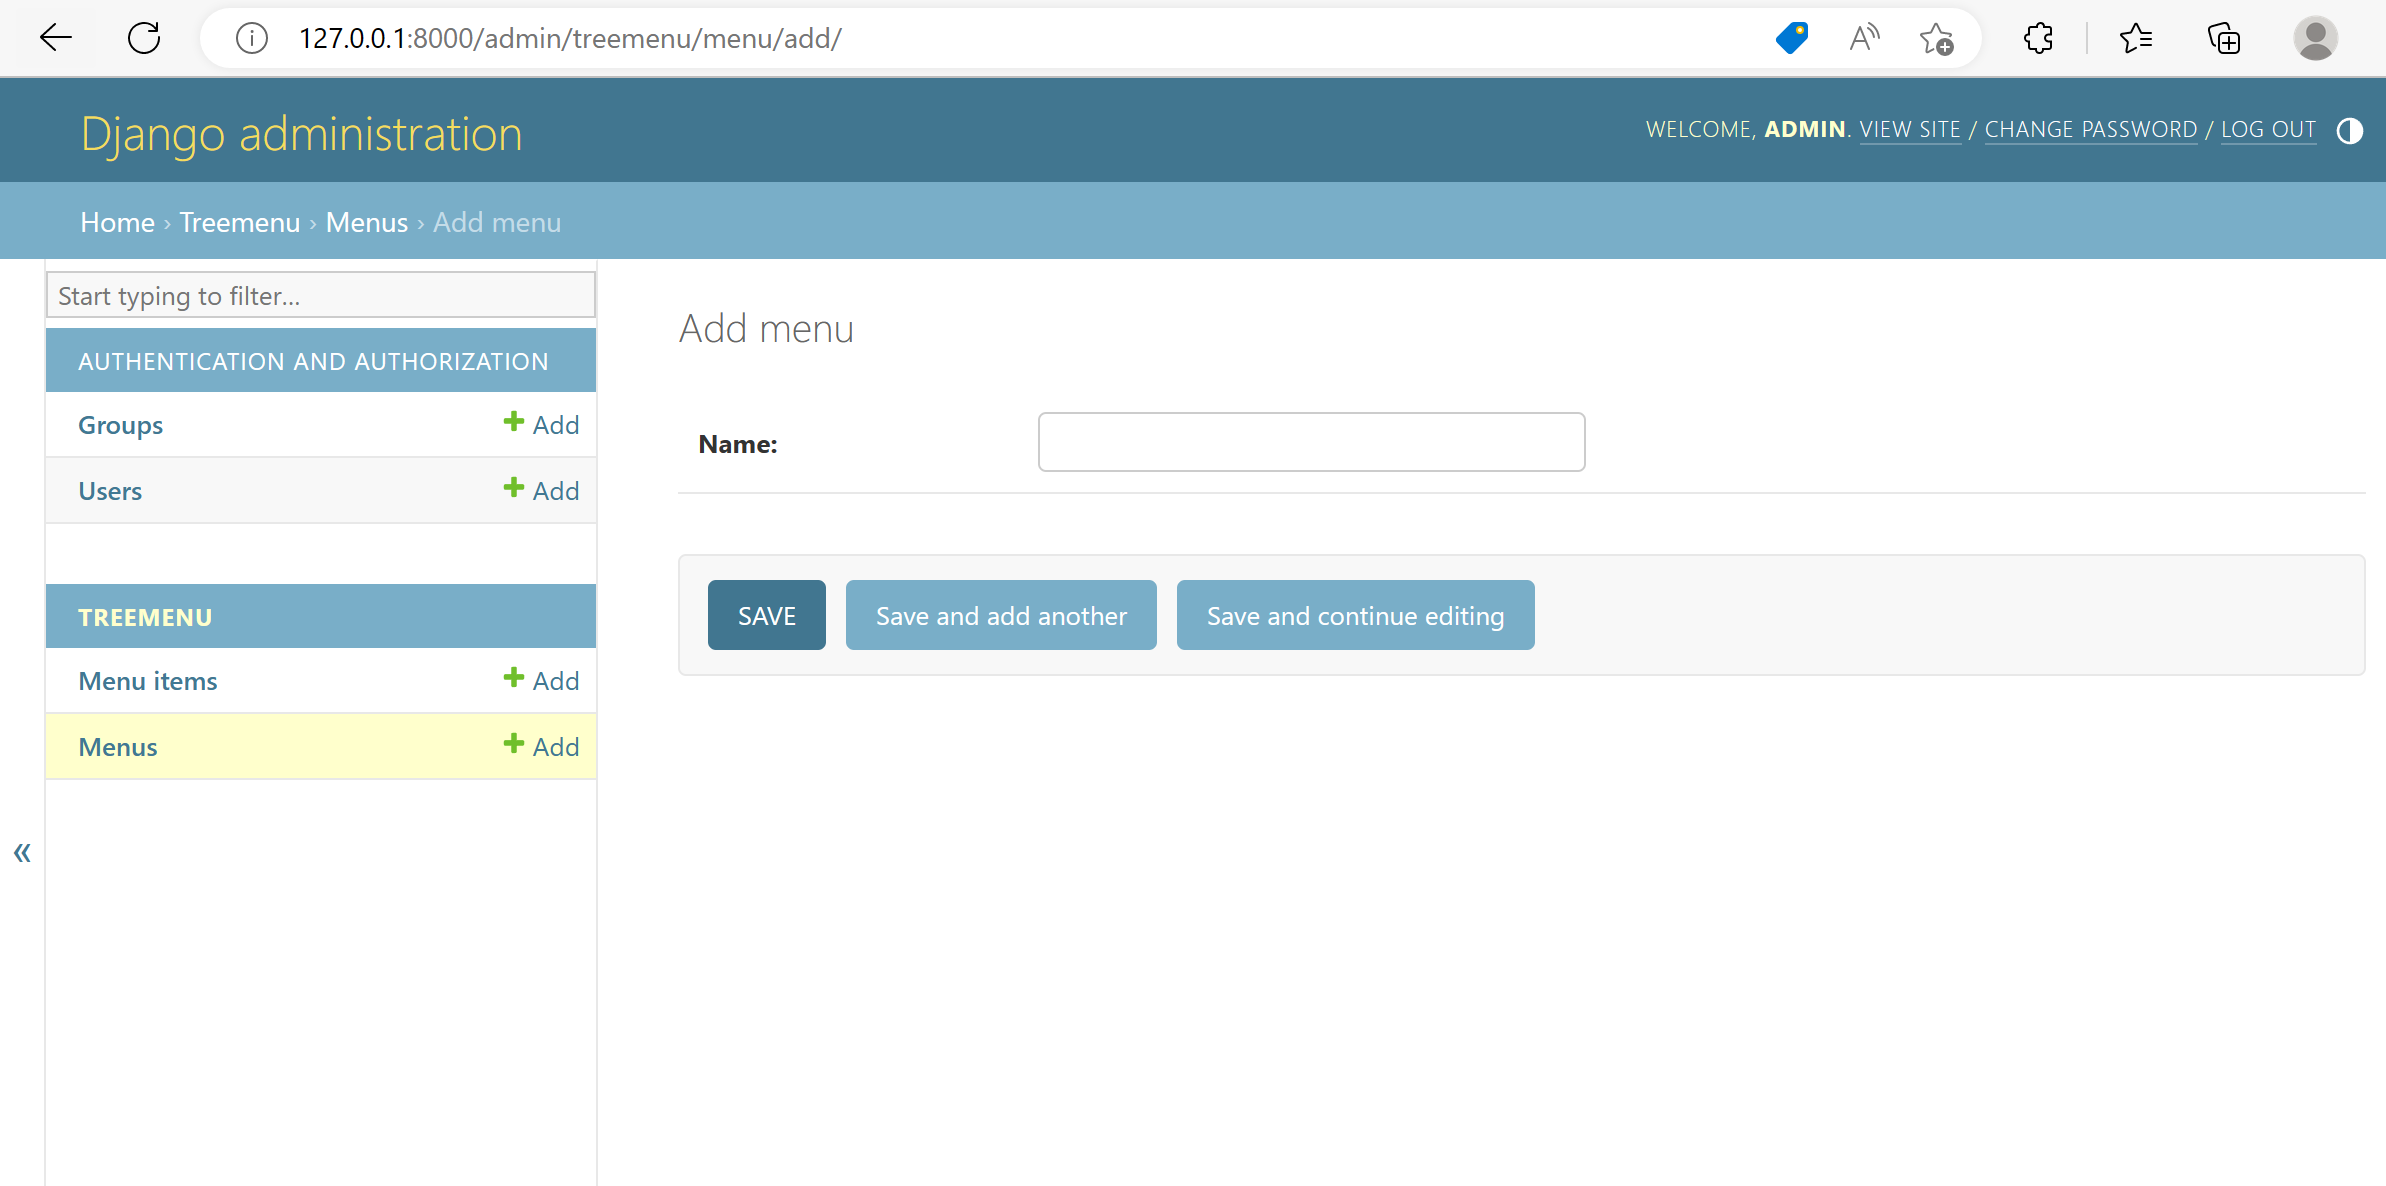 127.0.0.1:8000/admin/treemenu/menu/add/
Django administration
WELCOME, ADMIN. VIEW SITE / CHANGE PASSWORD / LOG OUT
Home › Treemenu › Menus › Add menu
Start typing to filter...
AUTHENTICATION AND AUTHORIZATION
Groups Add
Users Add
TREEMENU
Menu items Add
Menus Add
«
Add menu
Name:
SAVE Save and add another Save and continue editing